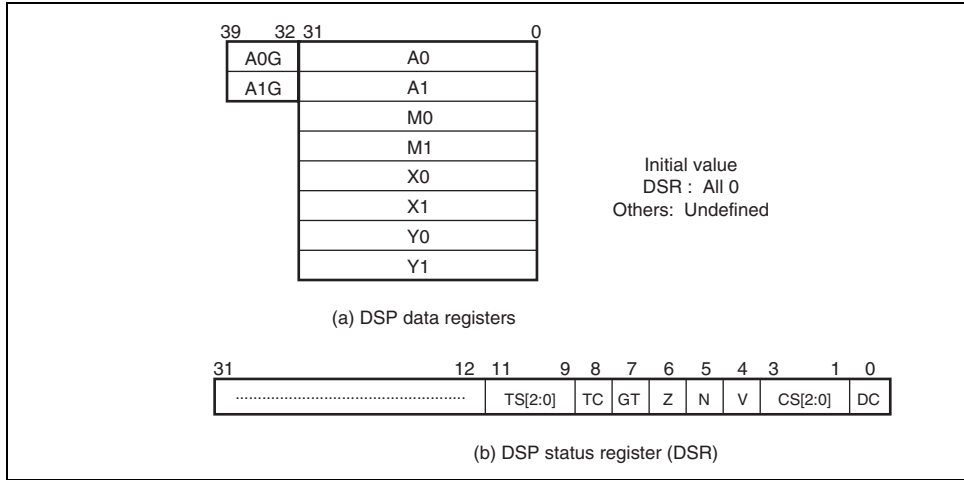 39 32 31 0
A0G A0
A1G A1
M0
M1
X0
X1
Y0
Y1
Initial value
DSR : All 0
Others: Undefined
(a) DSP data registers
31 12 11 9 8 7 6 5 4 3 1 0
TS[2:0] TC GT Z N V CS[2:0] DC
(b) DSP status register (DSR)